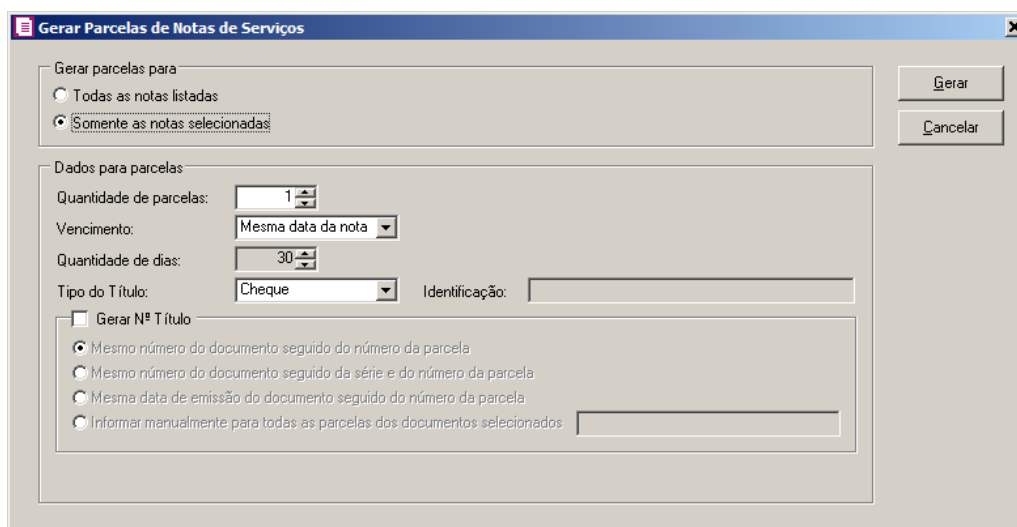 Gerar Parcelas de Notas de Serviços
Gerar parcelas para
Todas as notas listadas
Somente as notas selecionadas
Gerar
Cancelar
Dados para parcelas
Quantidade de parcelas: 1
Vencimento: Mesma data da nota
Quantidade de dias: 30
Tipo do Título: Cheque Identificação:
Gerar Nº Título
Mesmo número do documento seguido do número da parcela
Mesmo número do documento seguido da série e do número da parcela
Mesma data de emissão do documento seguido do número da parcela
Informar manualmente para todas as parcelas dos documentos selecionados